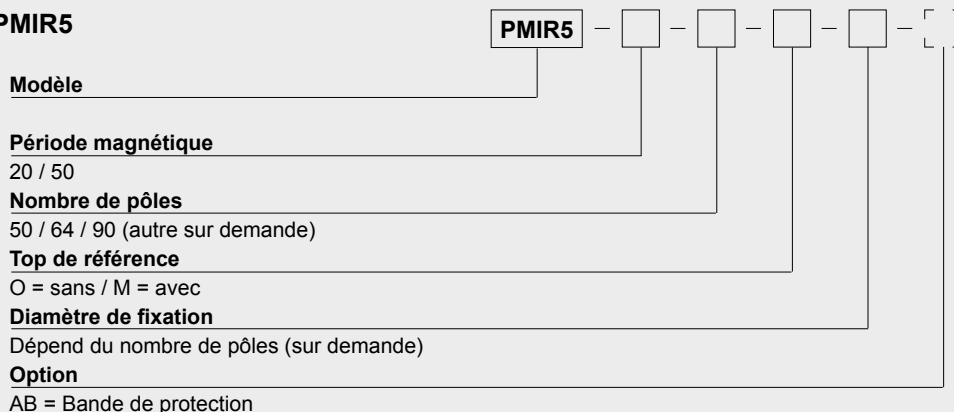 PMIR5
PMIR5 – – – – –
Modèle
Période magnétique
20 / 50
Nombre de pôles
50 / 64 / 90 (autre sur demande)
Top de référence
O = sans / M = avec
Diamètre de fixation
Dépend du nombre de pôles (sur demande)
Option
AB = Bande de protection